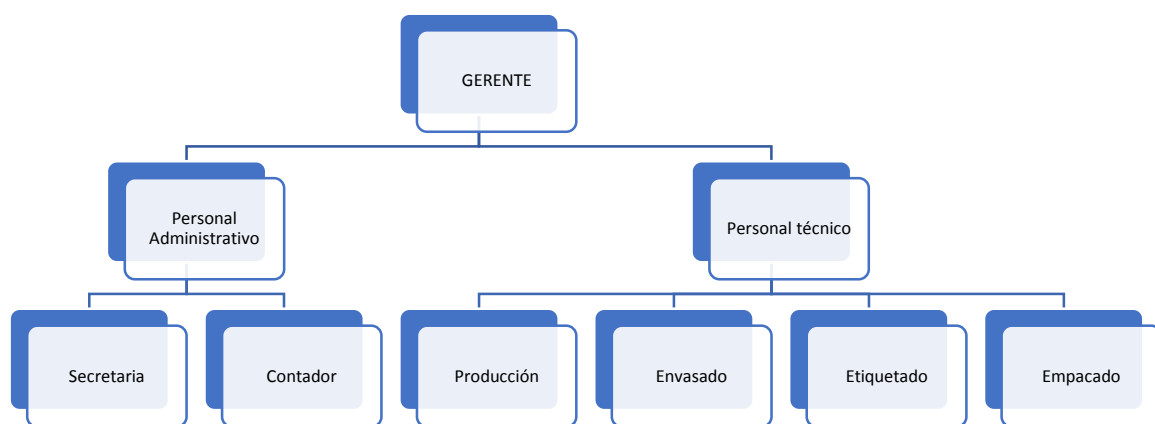 GERENTE
Personal
Administrativo
Personal técnico
Secretaria
Contador
Producción
Envasado
Etiquetado
Empacado